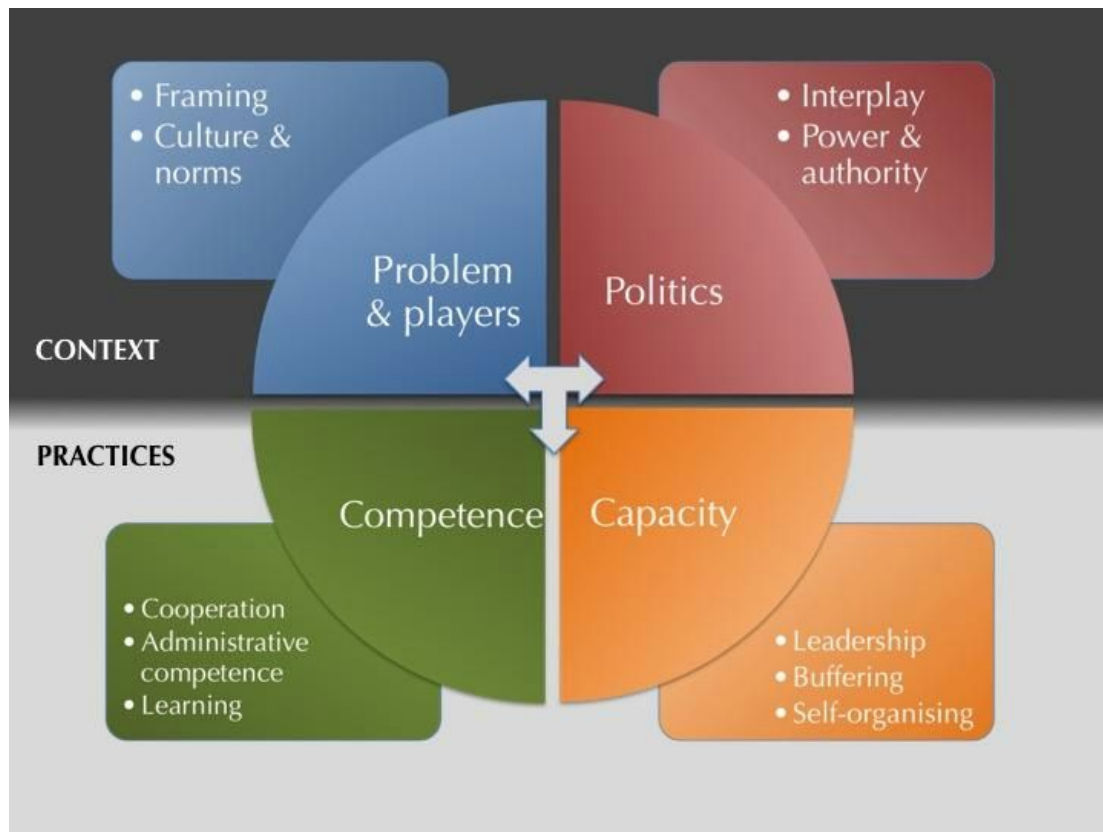 • Framing
• Culture &
norms
• Interplay
• Power &
authority
Problem
& players
Politics
CONTEXT
PRACTICES
Competence
Capacity
• Cooperation
• Administrative
competence
• Learning
• Leadership
• Buffering
• Self-organising